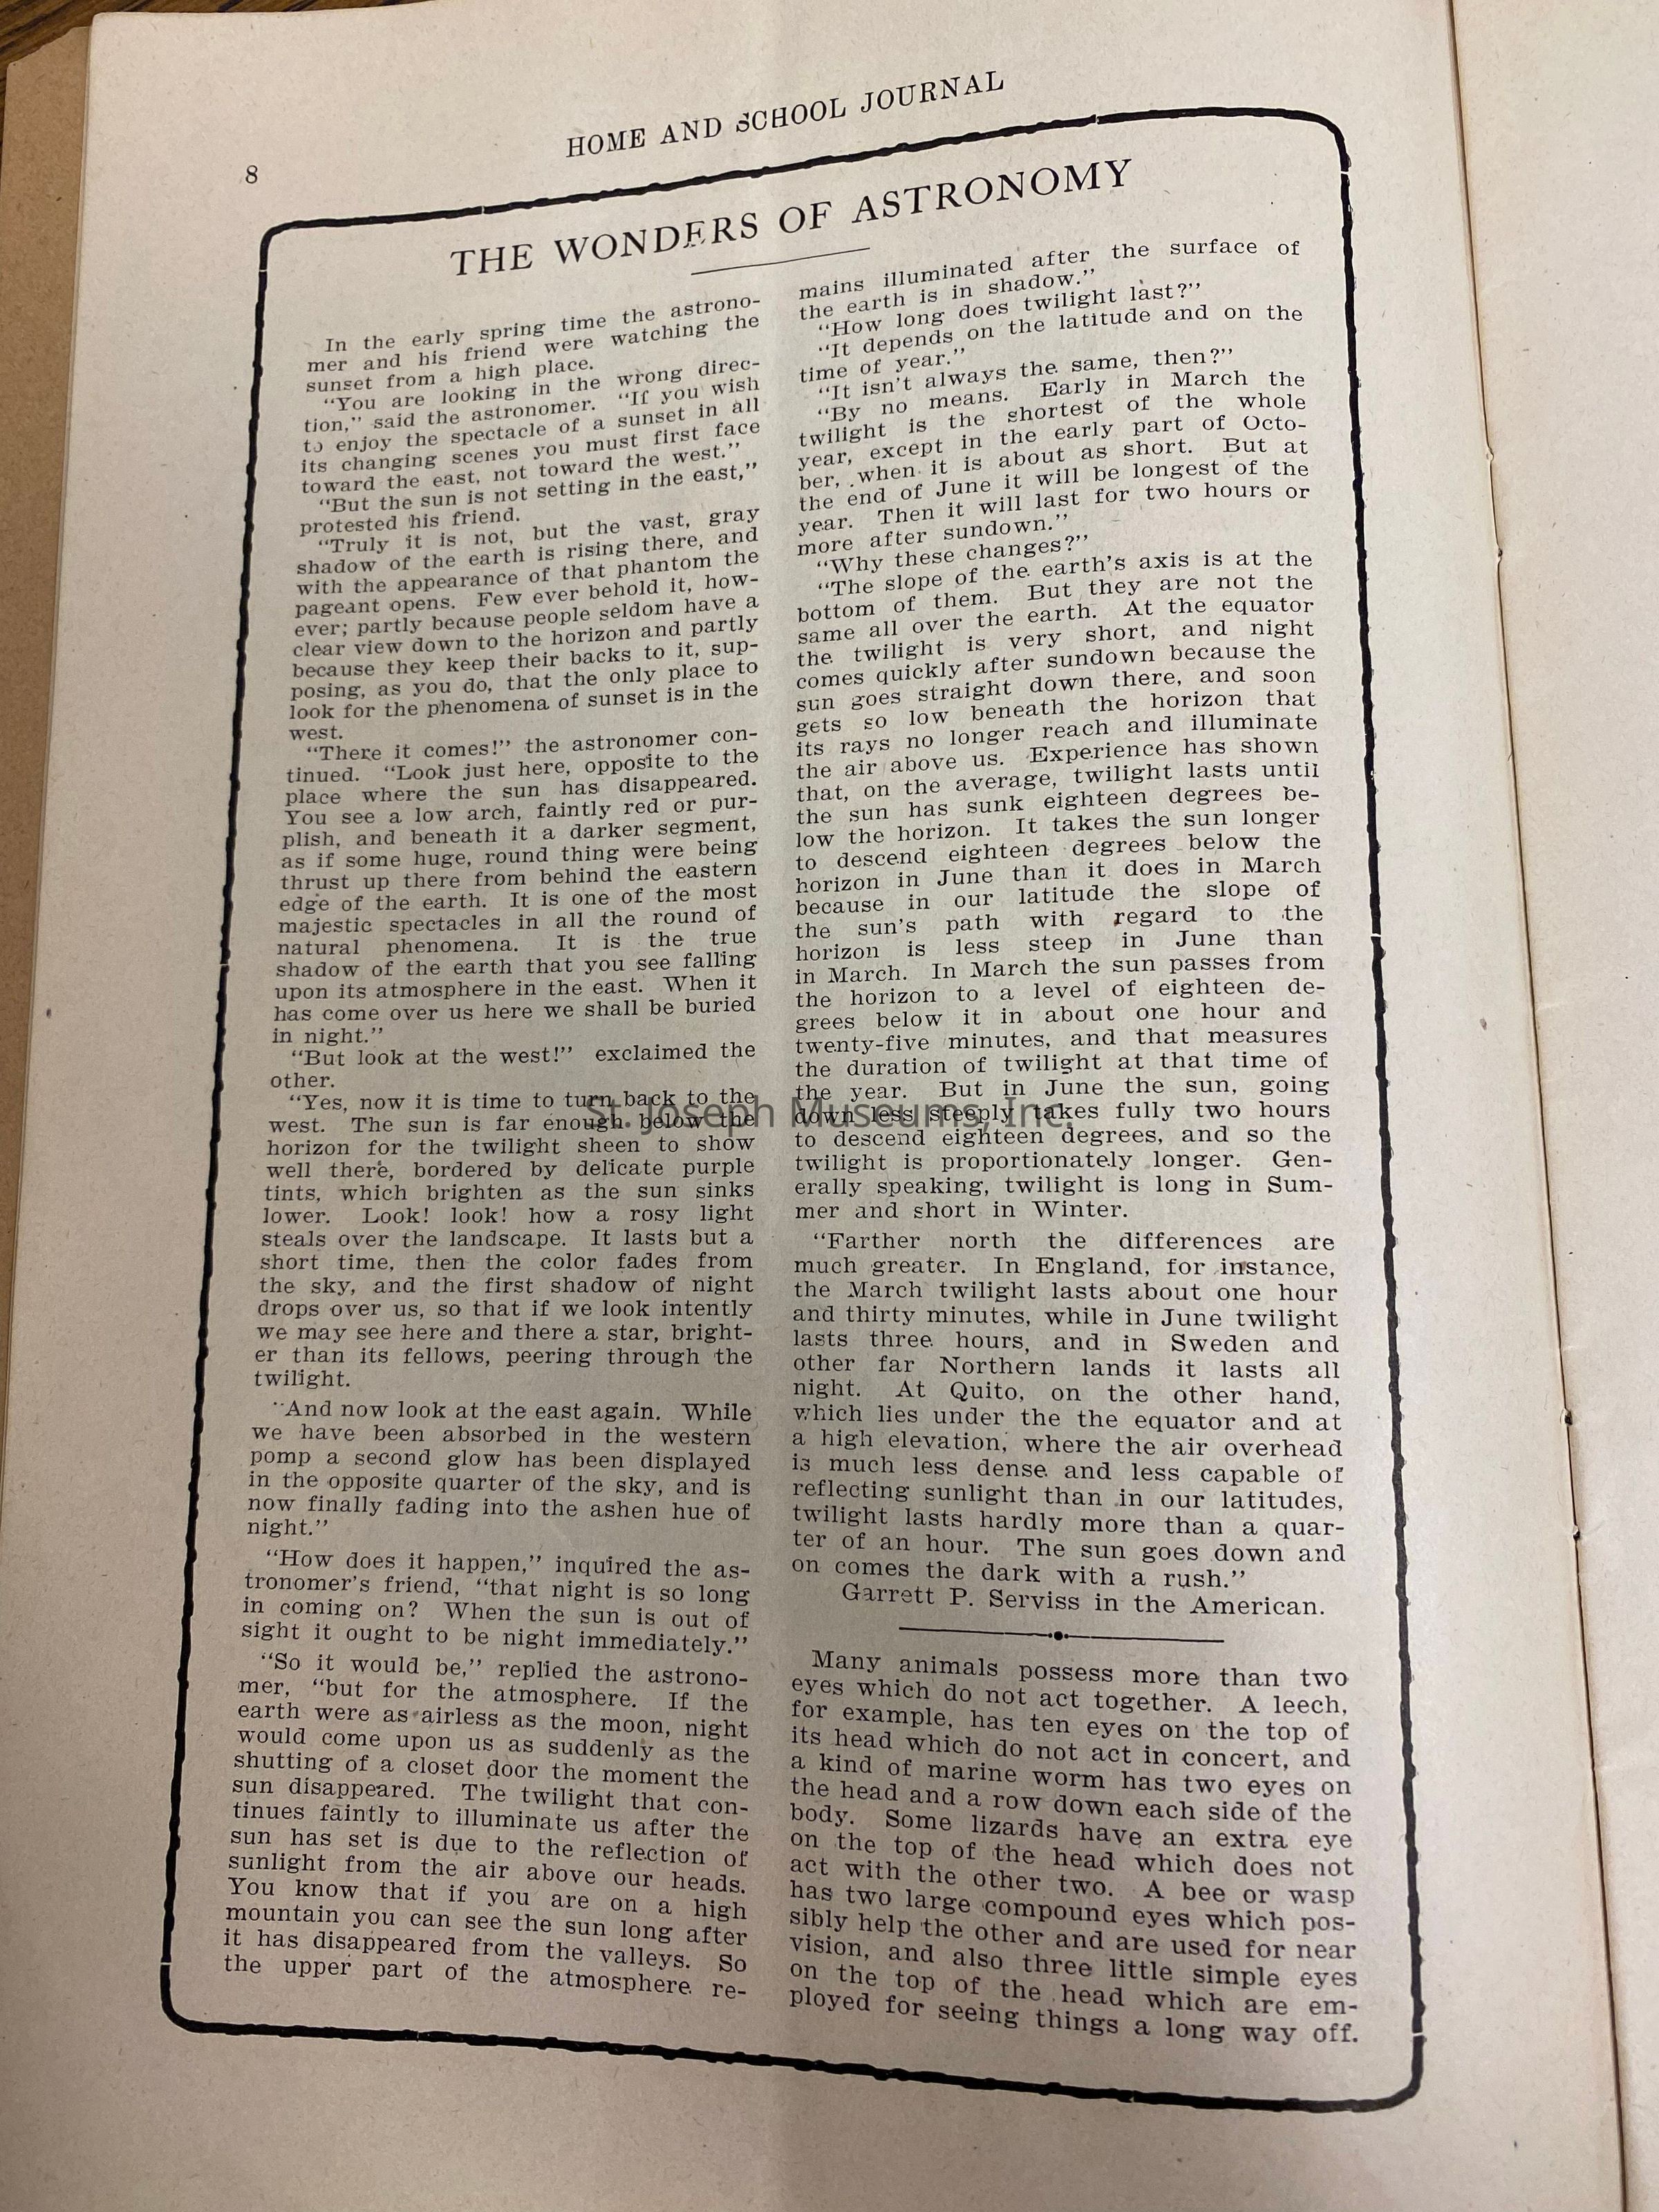 HOME AND SCHOOL JOURNAL
8
THE WONDERS OF ASTRONOMY
In the early spring time the astrono-
mer and his friend were watching the
sunset from a high place.
“You are looking in the wrong direc-
tion,” said the astronomer. “If you wish
to enjoy the spectacle of a sunset in all
its changing scenes you must first face
toward the east, not toward the west.”
“But the sun is not setting in the east,”
protested his friend.
“Truly it is not, but the vast, gray
shadow of the earth is rising there, and
with the appearance of that phantom the
pageant opens. Few ever behold it, how-
ever; partly because people seldom have a
clear view down to the horizon and partly
because they keep their backs to it, sup-
posing, as you do, that the only place to
look for the phenomena of sunset is in the
west.
“There it comes!” the astronomer con-
tinued. “Look just here, opposite to the
place where the sun has disappeared.
You see a low arch, faintly red or pur-
plish, and beneath it a darker segment,
as if some huge, round thing were being
thrust up there from behind the eastern
edge of the earth. It is one of the most
majestic spectacles in all the round of
natural phenomena. It is the true
shadow of the earth that you see falling
upon its atmosphere in the east. When it
has come over us here we shall be buried
in night.”
“But look at the west!” exclaimed the
other.
“Yes, now it is time to turn back to the
west. The sun is far enough below the
horizon for the twilight sheen to show
well there, bordered by delicate purple
tints, which brighten as the sun sinks
lower. Look! look! how a rosy light
steals over the landscape. It lasts but a
short time, then the color fades from
the sky, and the first shadow of night
drops over us, so that if we look intently
we may see here and there a star, bright-
er than its fellows, peering through the
twilight.
“And now look at the east again. While
we have been absorbed in the western
pomp a second glow has been displayed
in the opposite quarter of the sky, and is
now finally fading into the ashen hue of
night.”
“How does it happen,” inquired the as-
tronomer's friend, “that night is so long
in coming on? When the sun is out of
sight it ought to be night immediately.”
“So it would be,” replied the astrono-
mer, “but for the atmosphere. If the
earth were as airless as the moon, night
would come upon us as suddenly as the
shutting of a closet door the moment the
sun disappeared. The twilight that con-
tinues faintly to illuminate us after the
sun has set is due to the reflection of
sunlight from the air above our heads.
You know that if you are on a high
mountain you can see the sun long after
it has disappeared from the valleys. So
the upper part of the atmosphere re-
mains illuminated after the surface of
the earth is in shadow.”
“How long does twilight last?”
“It depends on the latitude and on the
time of year.”
“It isn't always the same, then?”
“By no means. Early in March the
twilight is the shortest of the whole
year, except in the early part of Octo-
ber, when it is about as short. But at
the end of June it will be longest of the
year. Then it will last for two hours or
more after sundown.”
“Why these changes?”
“The slope of the earth's axis is at the
bottom of them. But they are not the
same all over the earth. At the equator
the twilight is very short, and night
comes quickly after sundown because the
sun goes straight down there, and soon
gets so low beneath the horizon that
its rays no longer reach and illuminate
the air above us. Experience has shown
that, on the average, twilight lasts until
the sun has sunk eighteen degrees be-
low the horizon. It takes the sun longer
to descend eighteen degrees below the
horizon in June than it does in March
because in our latitude the slope of
the sun's path with regard to the
horizon is less steep in June than
in March. In March the sun passes from
the horizon to a level of eighteen de-
grees below it in about one hour and
twenty-five minutes, and that measures
the duration of twilight at that time of
the year. But in June the sun, going
down less steeply takes fully two hours
to descend eighteen degrees, and so the
twilight is proportionately longer. Gen-
erally speaking, twilight is long in Sum-
mer and short in Winter.
“Farther north the differences are
much greater. In England, for instance,
the March twilight lasts about one hour
and thirty minutes, while in June twilight
lasts three hours, and in Sweden and
other far Northern lands it lasts all
night. At Quito, on the other hand,
which lies under the the equator and at
a high elevation, where the air overhead
is much less dense and less capable of
reflecting sunlight than in our latitudes,
twilight lasts hardly more than a quar-
ter of an hour. The sun goes down and
on comes the dark with a rush.”
Garrett P. Serviss in the American.
Many animals possess more than two
eyes which do not act together. A leech,
for example, has ten eyes on the top of
its head which do not act in concert, and
a kind of marine worm has two eyes on
the head and a row down each side of the
body. Some lizards have an extra eye
on the top of the head which does not
act with the other two. A bee or wasp
has two large compound eyes which pos-
sibly help the other and are used for near
vision, and also three little simple eyes
on the top of the head which are em-
ployed for seeing things a long way off.
St. Joseph Museums, Inc.